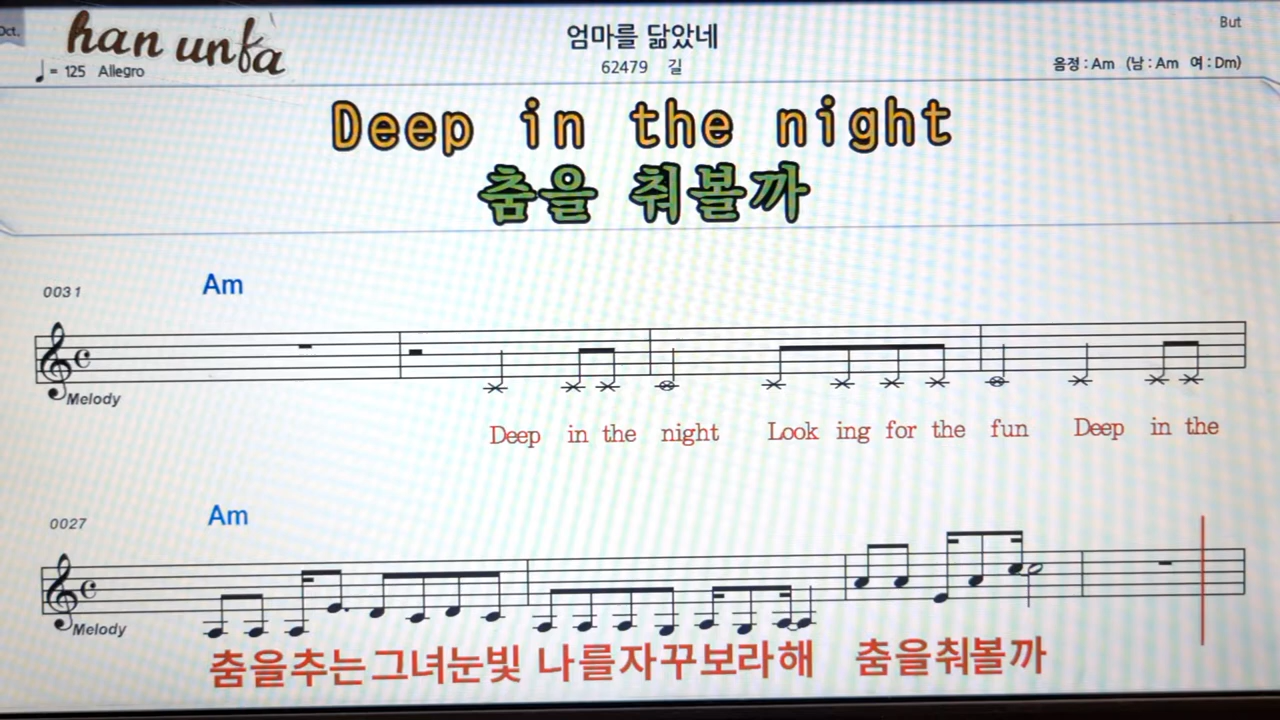 Oct.
han unfa
But
엄마를 닮았네
♩ = 125 Allegro
62479 길
음정 : Am (남 : Am 여 : Dm)
Deep in the night
춤을 춰볼까
0031
Am
Melody
Deep in the night Look ing for the fun Deep in the
0027
Am
Melody
춤을추는그녀눈빛 나를자꾸보라해 춤을춰볼까